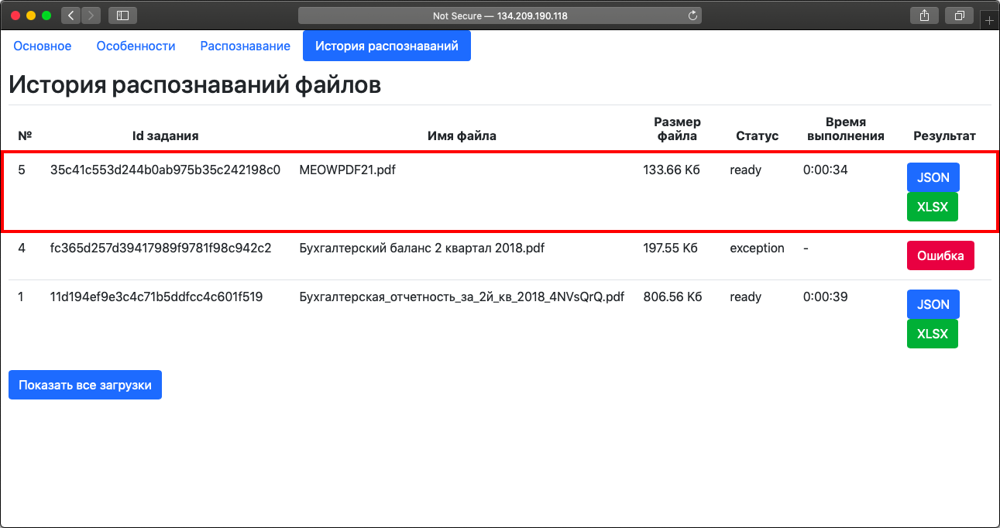 Not Secure — 134.209.190.118
Основное Особенности Распознавание История распознаваний
История распознаваний файлов
№ Id задания Имя файла Размер файла Статус Время выполнения Результат
5 35c41c553d244b0ab975b35c242198c0 MEOWPDF21.pdf 133.66 Кб ready 0:00:34 JSON
XLSX
4 fc365d257d39417989f9781f98c942c2 Бухгалтерский баланс 2 квартал 2018.pdf 197.55 Кб exception - Ошибка
1 11d194ef9e3c4c71b5ddfcc4c601f519 Бухгалтерская_отчетность_за_2й_кв_2018_4NVsQrQ.pdf 806.56 Кб ready 0:00:39 JSON
XLSX
Показать все загрузки